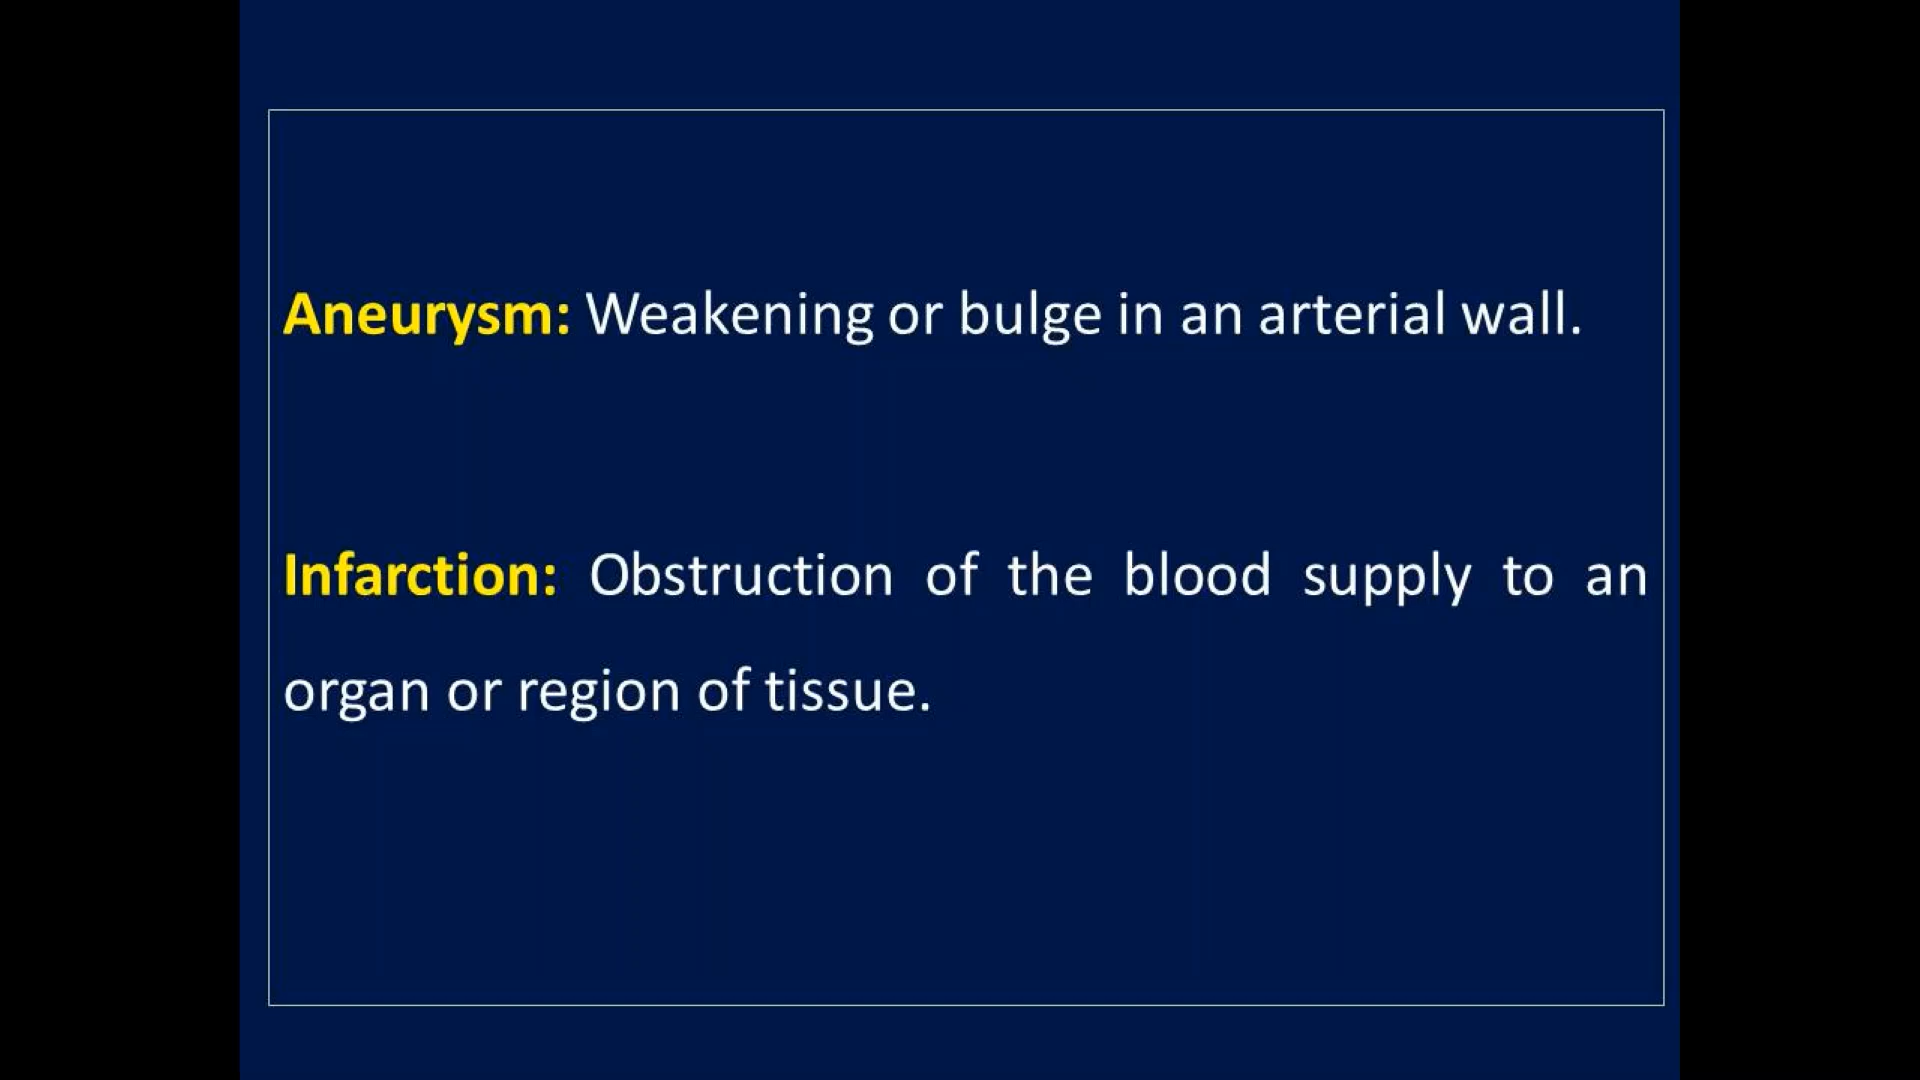 Aneurysm: Weakening or bulge in an arterial wall.
Infarction: Obstruction of the blood supply to an
organ or region of tissue.